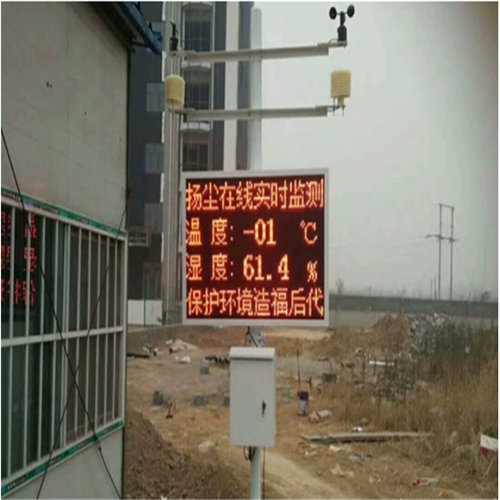 扬尘在线实时监测
温 度:-01 ℃
湿 度:61.4 %
保护环境造福后代